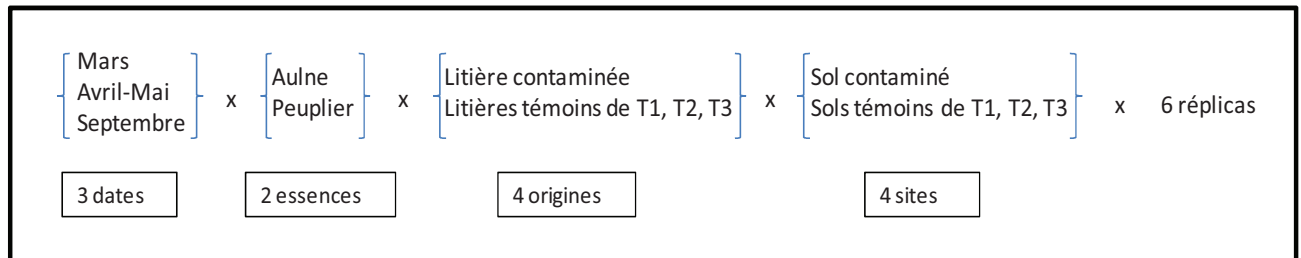 Mars
Avril-Mai
Septembre
x
Aulne
Peuplier
x
Litière contaminée
Litières témoins de T1, T2, T3
x
Sol contaminé
Sols témoins de T1, T2, T3
x
6 réplicas
3 dates
2 essences
4 origines
4 sites